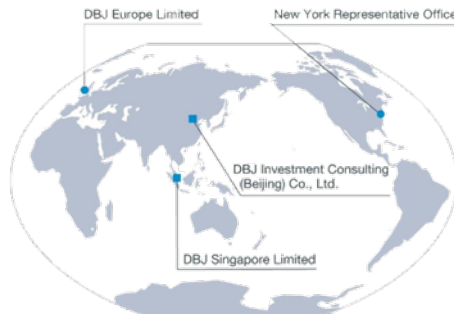 DBJ Europe Limited
New York Representative Office
DBJ Investment Consulting
(Beijing) Co., Ltd.
DBJ Singapore Limited